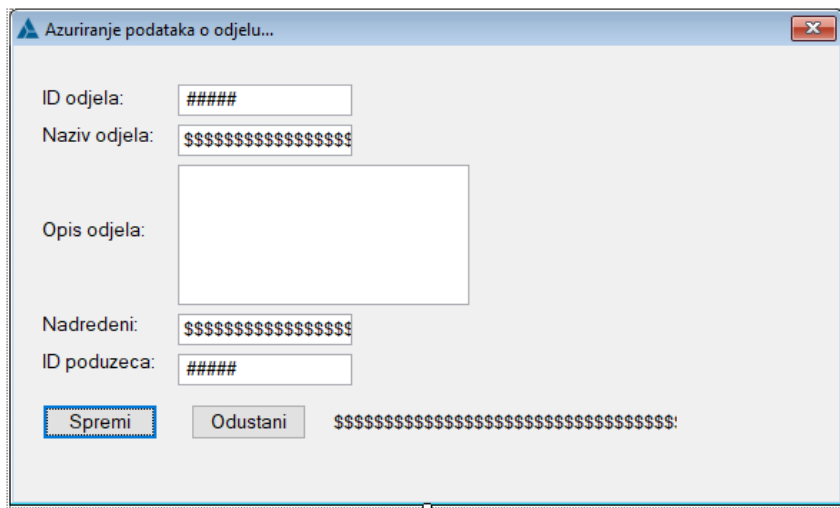 Azuriranje podataka o odjelu...
ID odjela: #####
Naziv odjela: $$$$$$$$$$$$$$$$$
Opis odjela:
Nadredeni: $$$$$$$$$$$$$$$$$
ID poduzeca: #####
Spremi Odustani $$$$$$$$$$$$$$$$$$$$$$$$$$$$$$$$$$